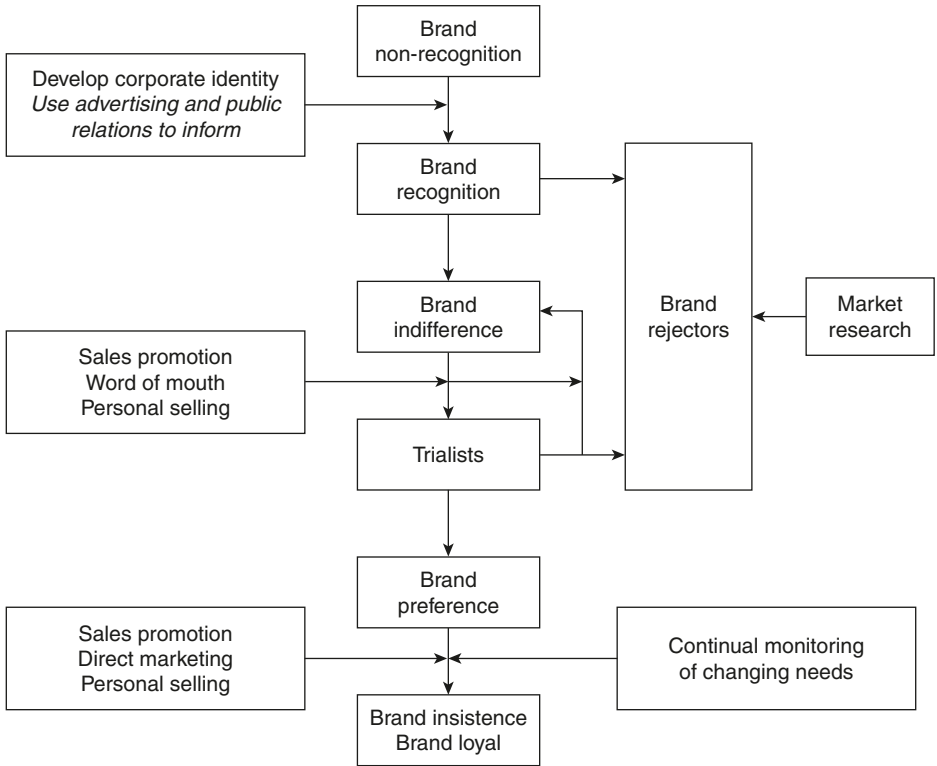 Brand
non-recognition
Develop corporate identity
Use advertising and public
relations to inform
Brand
recognition
Brand
indifference
Brand
rejectors
Market
research
Sales promotion
Word of mouth
Personal selling
Trialists
Brand
preference
Sales promotion
Direct marketing
Personal selling
Continual monitoring
of changing needs
Brand insistence
Brand loyal